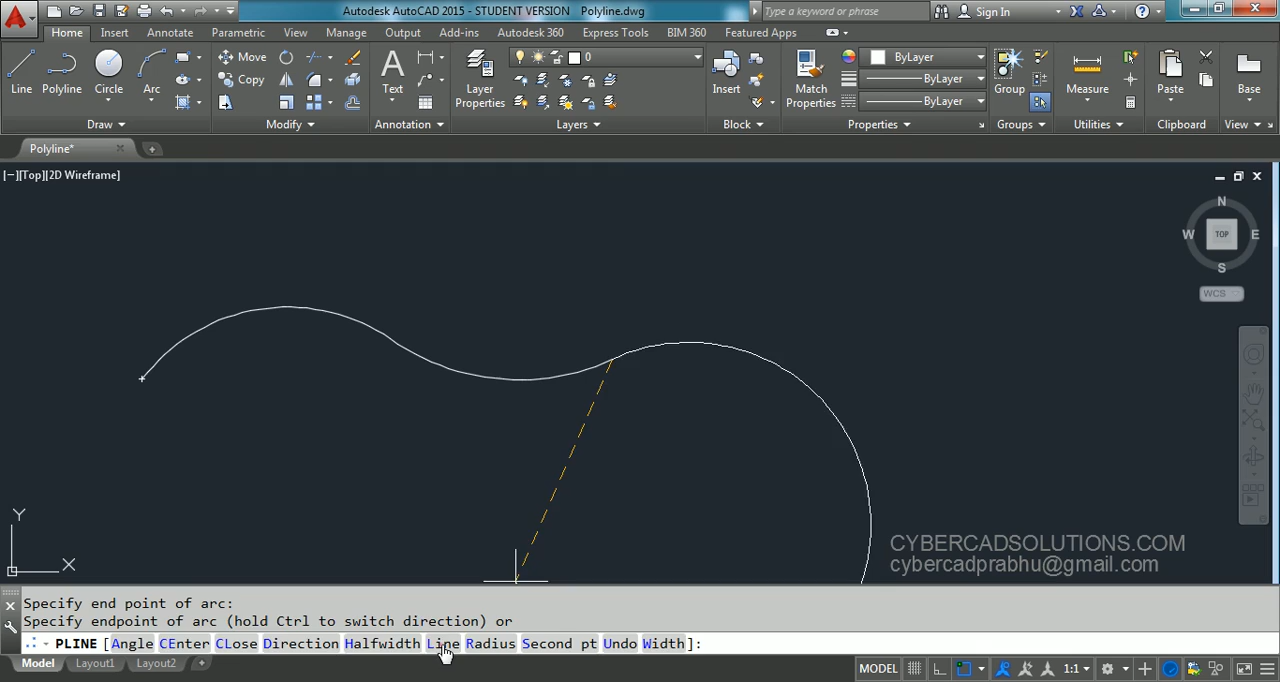 Autodesk AutoCAD 2015 - STUDENT VERSION Polyline.dwg
Type a keyword or phrase
Sign In
Home Insert Annotate Parametric View Manage Output Add-ins Autodesk 360 Express Tools BIM 360 Featured Apps
Line Polyline Circle Arc
Move
Copy
Text
Layer
Properties
0
Insert
Match
Properties
ByLayer
ByLayer
ByLayer
Group
Measure
Paste
Base
Draw Modify Annotation Layers Block Properties Groups Utilities Clipboard View
Polyline*
[−][Top][2D Wireframe]
N
W TOP E
S
WCS
Y
X
CYBERCADSOLUTIONS.COM
cybercadprabhu@gmail.com
Specify end point of arc:
Specify endpoint of arc (hold Ctrl to switch direction) or
PLINE [Angle CEnter CLose Direction Halfwidth Line Radius Second pt Undo Width]:
Model Layout1 Layout2
MODEL 1:1